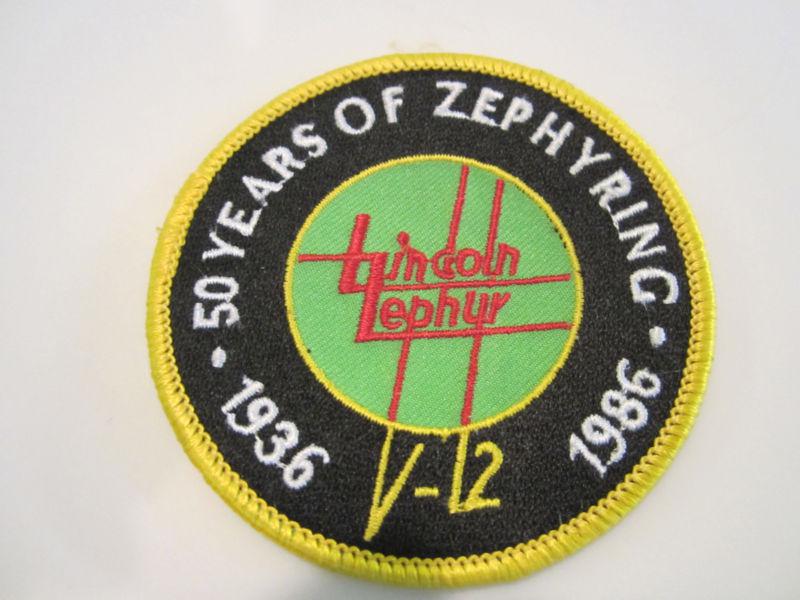 • 50 YEARS OF ZEPHYRING •
Lincoln
Zephyr
V-12
1936
1986